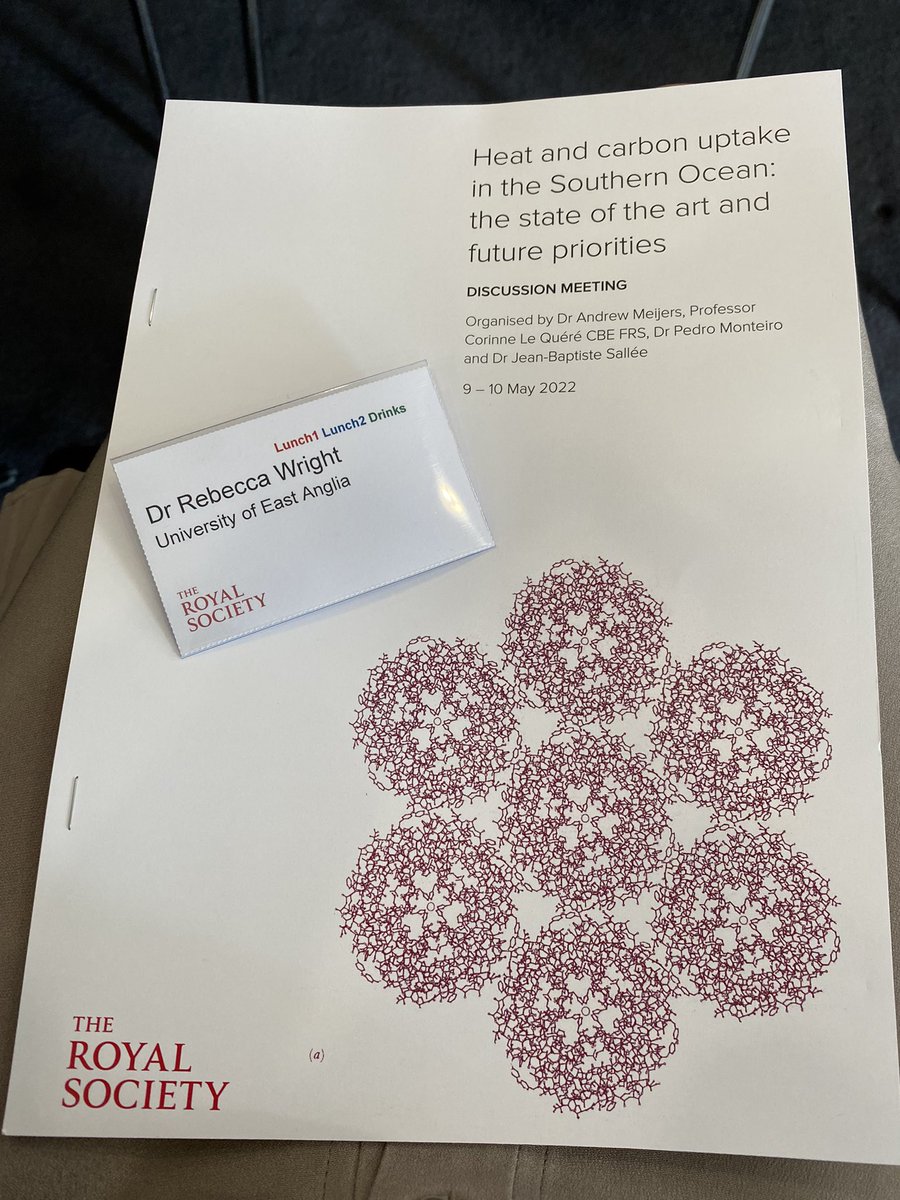 Heat and carbon uptake
in the Southern Ocean:
the state of the art and
future priorities
DISCUSSION MEETING
Organised by Dr Andrew Meijers, Professor
Corinne Le Quéré CBE FRS, Dr Pedro Monteiro
and Dr Jean-Baptiste Sallée
9 – 10 May 2022
Lunch1 Lunch2 Drinks
Dr Rebecca Wright
University of East Anglia
THE
ROYAL
SOCIETY
THE
ROYAL
SOCIETY
(a)